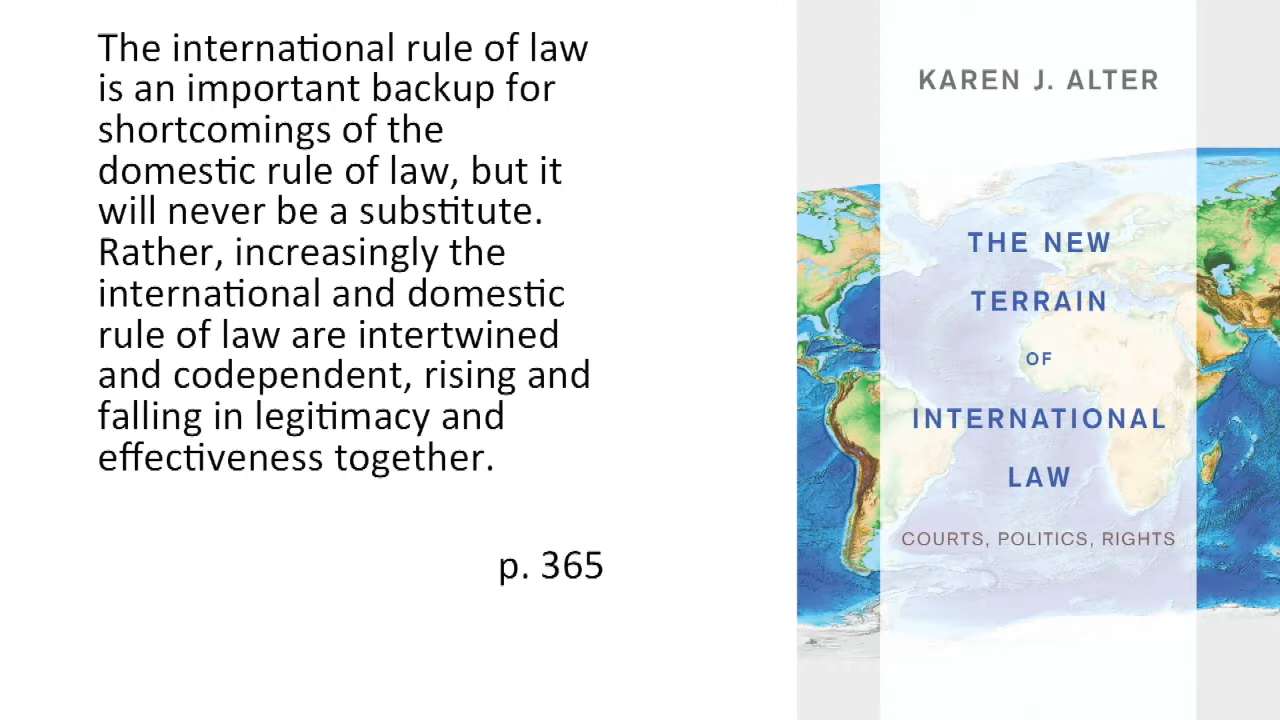 The international rule of law
is an important backup for
shortcomings of the
domestic rule of law, but it
will never be a substitute.
Rather, increasingly the
international and domestic
rule of law are intertwined
and codependent, rising and
falling in legitimacy and
effectiveness together.
p. 365
KAREN J. ALTER
THE NEW
TERRAIN
OF
INTERNATIONAL
LAW
COURTS, POLITICS, RIGHTS